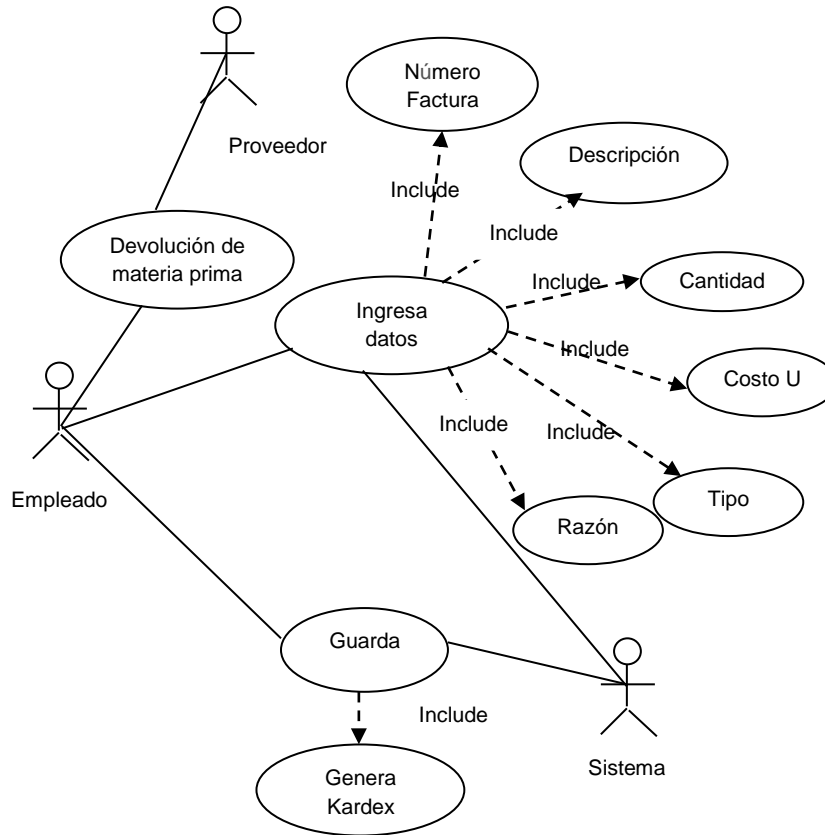 Número
Factura
Proveedor
Descripción
Include
Include
Devolución de
materia prima
Include
Cantidad
Ingresa
datos
Include
Costo U
Include
Include
Empleado
Razón
Tipo
Guarda
Include
Sistema
Genera
Kardex